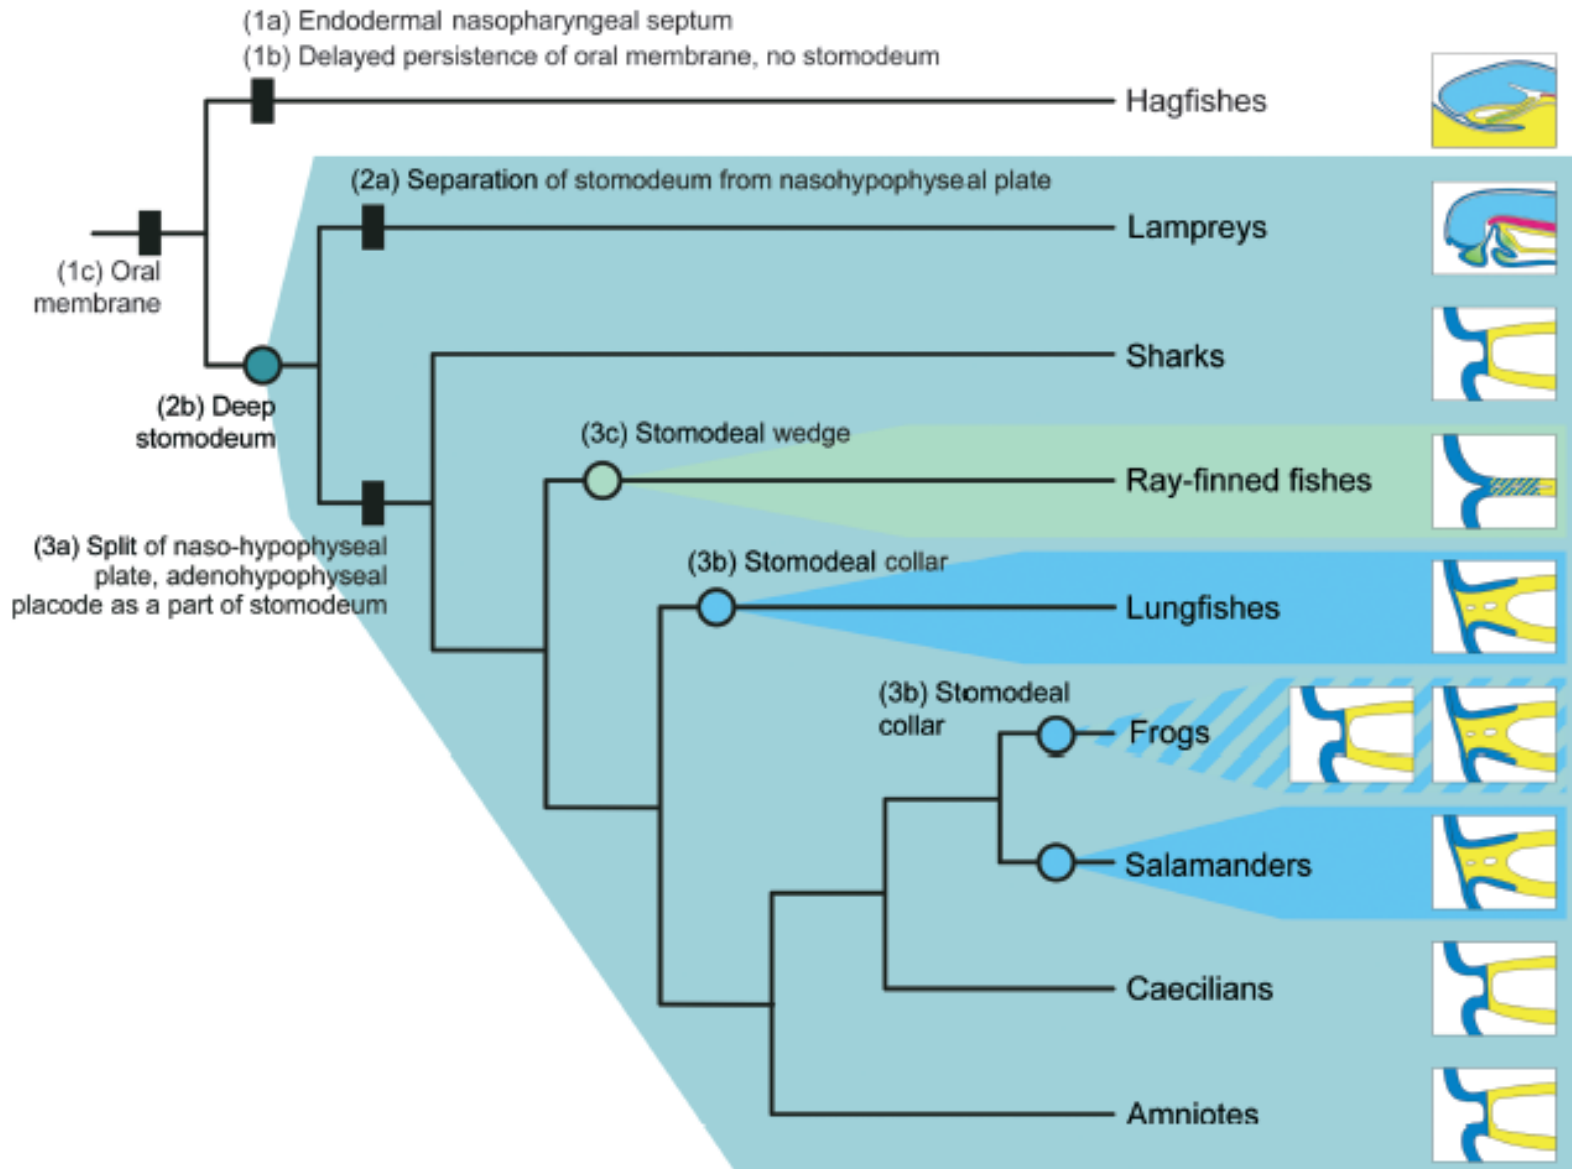 (1a) Endodermal nasopharyngeal septum
(1b) Delayed persistence of oral membrane, no stomodeum
Hagfishes
(2a) Separation of stomodeum from nasohypophyseal plate
Lampreys
(1c) Oral
membrane
Sharks
(2b) Deep
stomodeum
(3c) Stomodeal wedge
Ray-finned fishes
(3a) Split of naso-hypophyseal
plate, adenohypophyseal
placode as a part of stomodeum
(3b) Stomodeal collar
Lungfishes
(3b) Stomodeal
collar
Frogs
Salamanders
Caecilians
Amniotes